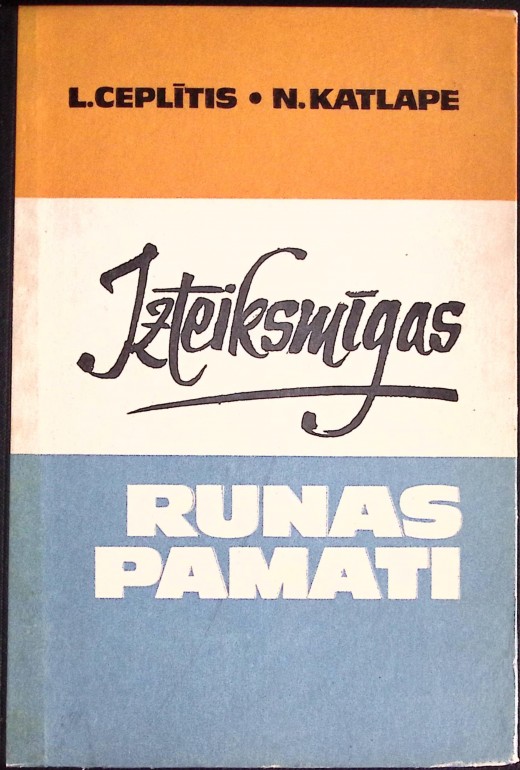 L.CEPLĪTIS • N.KATLAPE
Izteiksmīgas
RUNAS
PAMATI